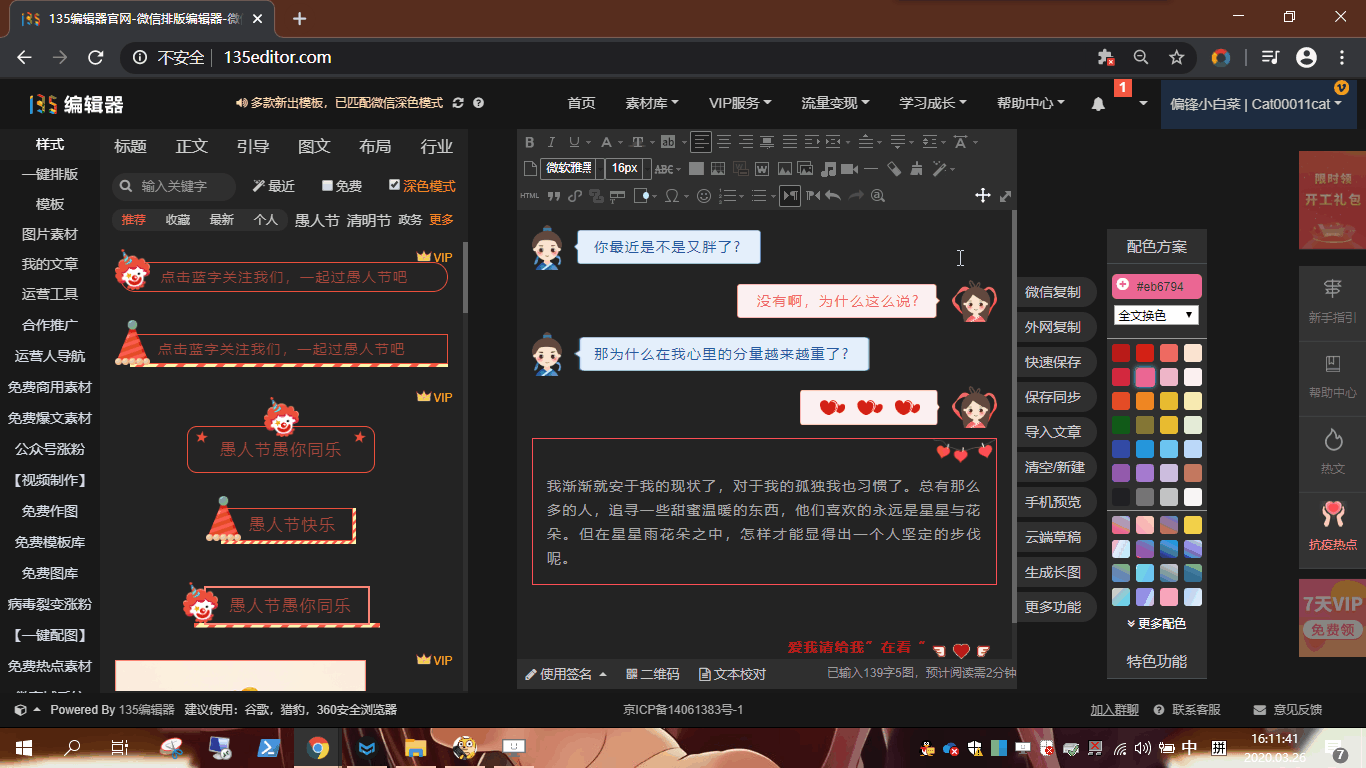 135编辑器官网-微信排版编辑器-微
不安全 | 135editor.com
135 编辑器
多款新出模板，已匹配微信深色模式
首页 素材库 VIP服务 流量变现 学习成长 帮助中心
1
偏锋小白菜 | Cat00011cat
样式
一键排版
模板
图片素材
我的文章
运营工具
合作推广
运营人导航
免费商用素材
免费爆文素材
公众号涨粉
【视频制作】
免费作图
免费模板库
免费图库
病毒裂变涨粉
【一键配图】
免费热点素材
标题 正文 引导 图文 布局 行业
输入关键字 最近 免费 深色模式
推荐 收藏 最新 个人 愚人节 清明节 政务 更多
VIP
点击蓝字关注我们，一起过愚人节吧
点击蓝字关注我们，一起过愚人节吧
VIP
愚人节愚你同乐
愚人节快乐
愚人节愚你同乐
VIP
微软雅黑 16px ABC
HTML
你最近是不是又胖了?
没有啊，为什么这么说?
那为什么在我心里的分量越来越重了?
我渐渐就安于我的现状了，对于我的孤独我也习惯了。总有那么
多的人，追寻一些甜蜜温暖的东西，他们喜欢的永远是星星与花
朵。但在星星雨花朵之中，怎样才能显得出一个人坚定的步伐
呢。
爱我请给我”在看“
使用签名 二维码 文本校对 已输入139字5图，预计阅读需2分钟
微信复制
外网复制
快速保存
保存同步
导入文章
清空/新建
手机预览
云端草稿
生成长图
更多功能
配色方案
#eb6794
全文换色
更多配色
特色功能
限时领
开工礼包
新手指引
帮助中心
热文
抗疫热点
7天VIP
免费领
Powered By 135编辑器 建议使用：谷歌，猎豹，360安全浏览器
京ICP备14061383号-1
加入群聊 联系客服 意见反馈
中 拼
16:11:41
2020.03.26
7